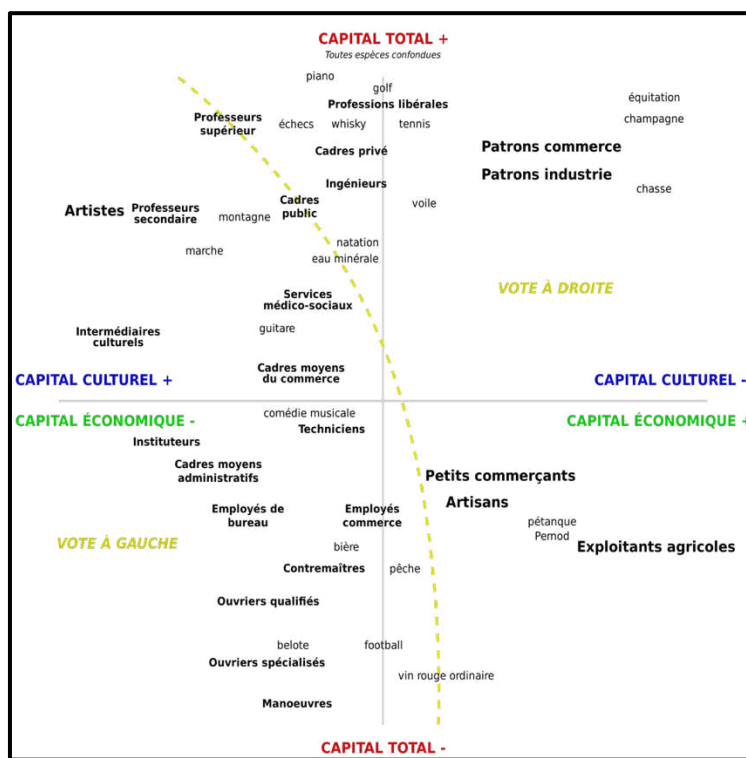 CAPITAL TOTAL +
Toutes espèces confondues
piano
golf
équitation
Professions libérales
champagne
Professeurs
supérieur
échecs
whisky
tennis
Patrons commerce
Cadres privé
Patrons industrie
Ingénieurs
chasse
Cadres
public
voile
Artistes
Professeurs
secondaire
montagne
marche
natation
eau minérale
VOTE À DROITE
Services
médico-sociaux
Intermédiaires
culturels
guitare
Cadres moyens
du commerce
CAPITAL CULTUREL +
CAPITAL CULTUREL -
CAPITAL ÉCONOMIQUE -
CAPITAL ÉCONOMIQUE +
comédie musicale
Techniciens
Instituteurs
Cadres moyens
administratifs
Petits commerçants
Artisans
Employés de
bureau
Employés
commerce
pétanque
Pernod
VOTE À GAUCHE
bière
Exploitants agricoles
Contremaîtres
pêche
Ouvriers qualifiés
belote
football
Ouvriers spécialisés
vin rouge ordinaire
Manoeuvres
CAPITAL TOTAL -